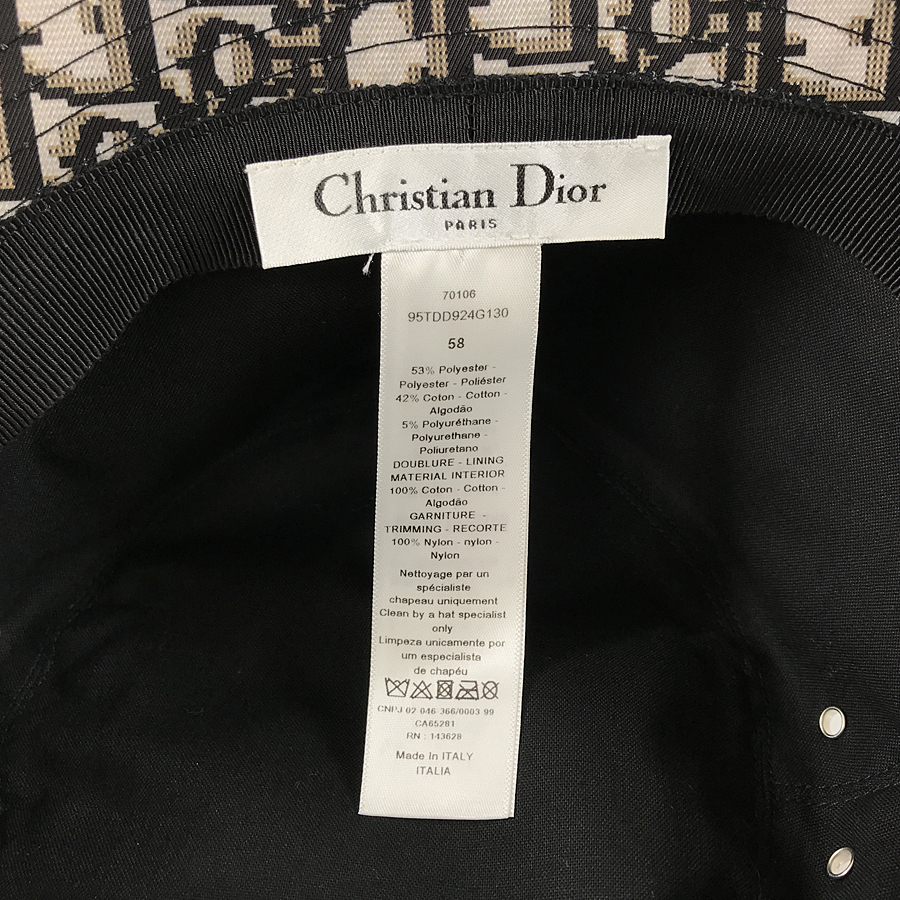 Christian Dior
PARIS
70106
95TDD924G130
58
53% Polyester -
Polyester - Poliéster
42% Coton - Cotton -
Algodão
5% Polyuréthane -
Polyurethane -
Poliuretano
DOUBLURE - LINING
MATERIAL INTERIOR
100% Coton - Cotton -
Algodão
GARNITURE -
TRIMMING - RECORTE
100% Nylon - nylon -
Nylon
Nettoyage par un
spécialiste
chapeau uniquement
Clean by a hat specialist
only
Limpeza unicamente por
um especialista
de chapéu
CNPJ 02 046 366/0003 99
CA65281
RN : 143628
Made In ITALY
ITALIA